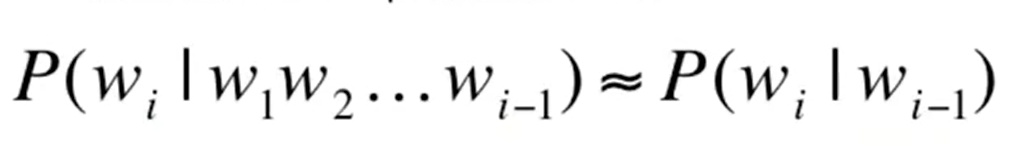 P(wᵢ | w₁w₂…wᵢ₋₁) ≈ P(wᵢ | wᵢ₋₁)